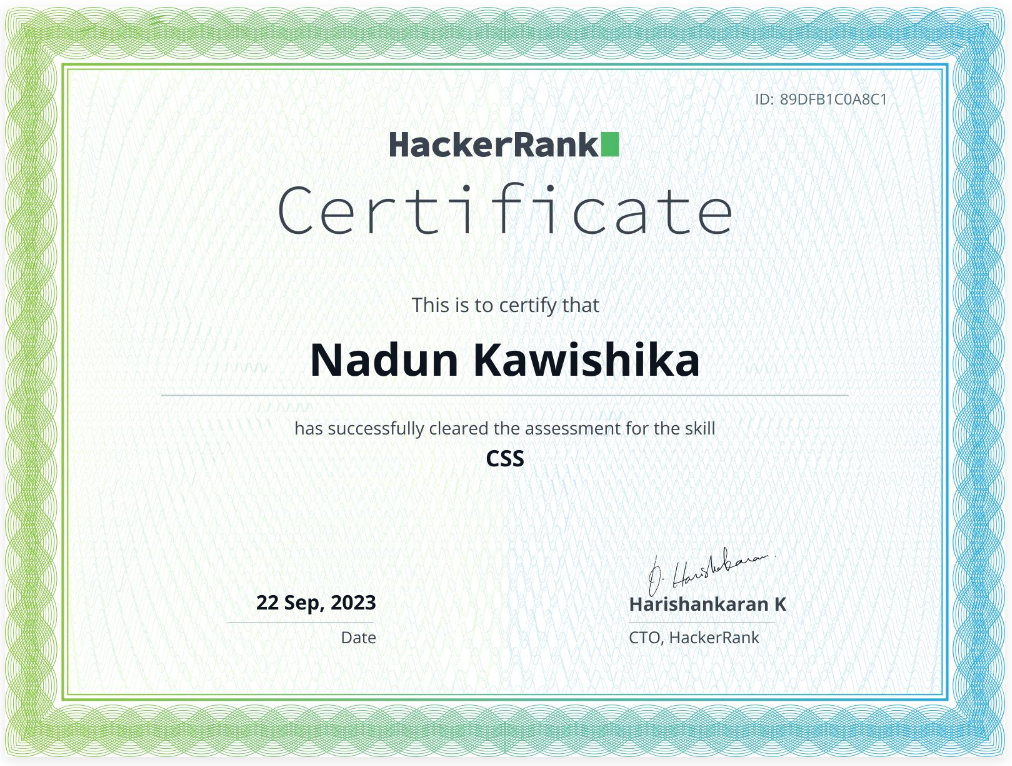 ID: 89DFB1C0A8C1
HackerRank
Certificate
This is to certify that
Nadun Kawishika
has successfully cleared the assessment for the skill
CSS
22 Sep, 2023
Date
Harishankaran K
CTO, HackerRank